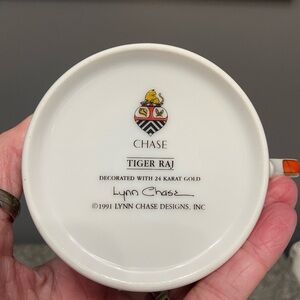 CHASE
TIGER RAJ
DECORATED WITH 24 KARAT GOLD
Lynn Chase
©1991 LYNN CHASE DESIGNS, INC